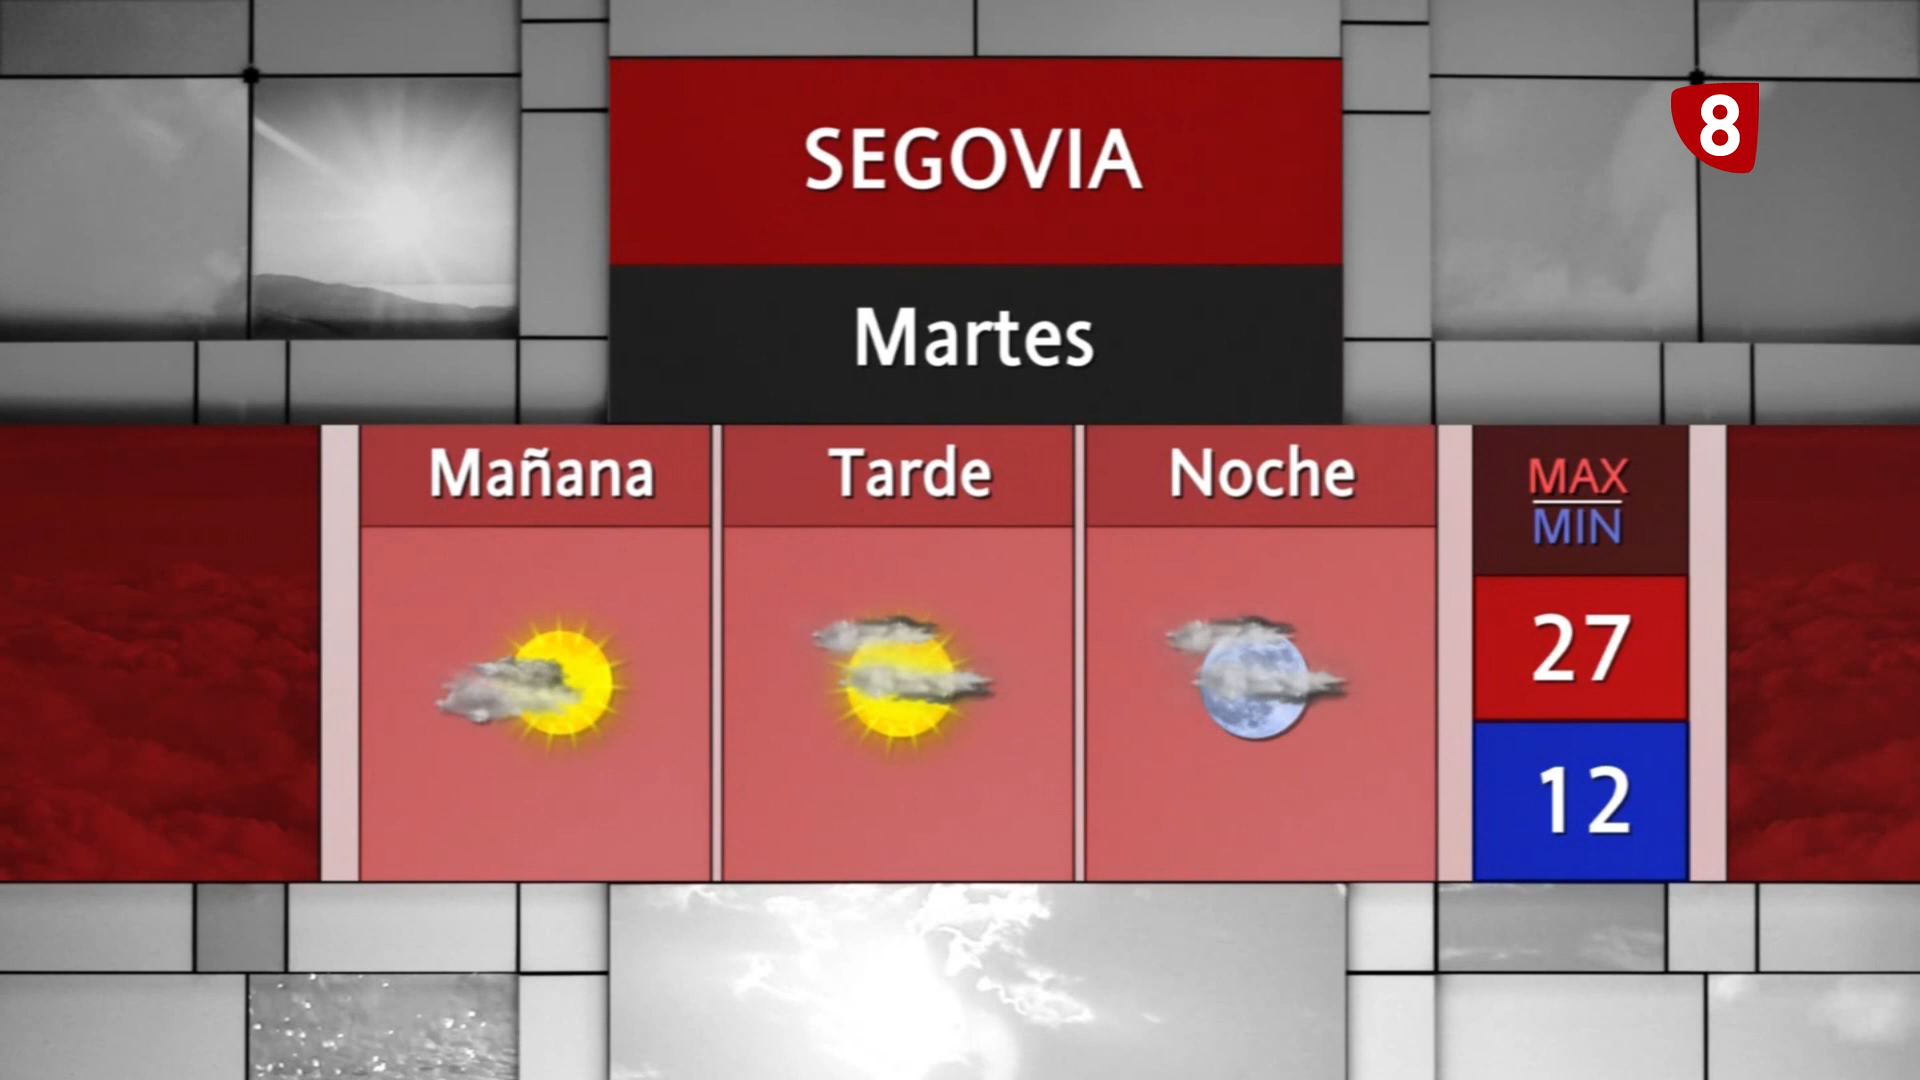 SEGOVIA
8
Martes
Mañana
Tarde
Noche
MAX
MIN
27
12